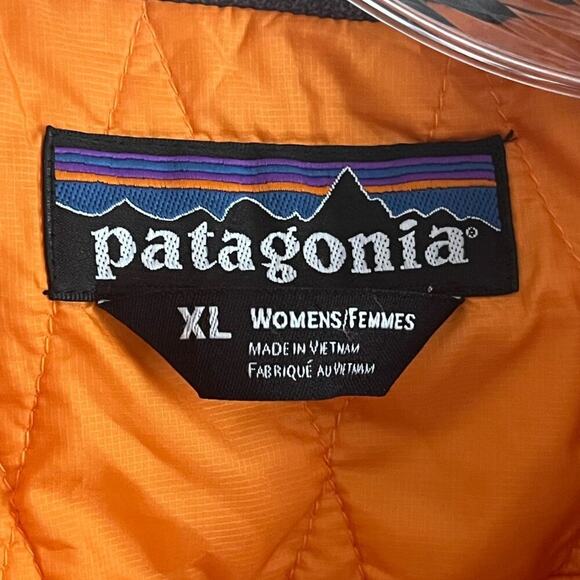 patagonia®
XL WOMENS/FEMMES
MADE IN VIETNAM
FABRIQUÉ AU VIETNAM